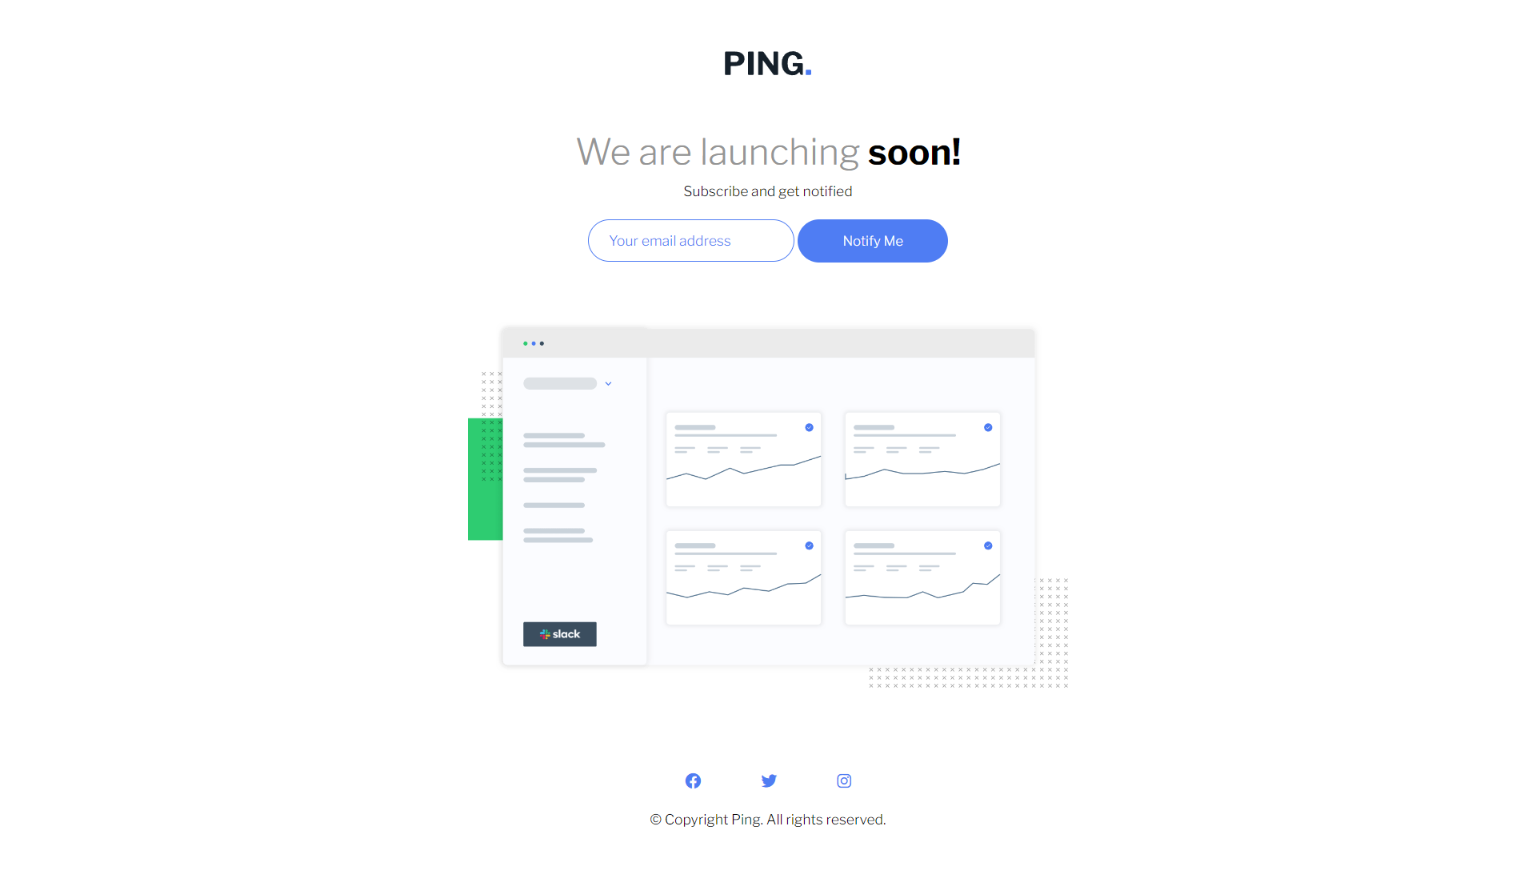 PING.
We are launching soon!
Subscribe and get notified
Your email address
Notify Me
slack
© Copyright Ping. All rights reserved.